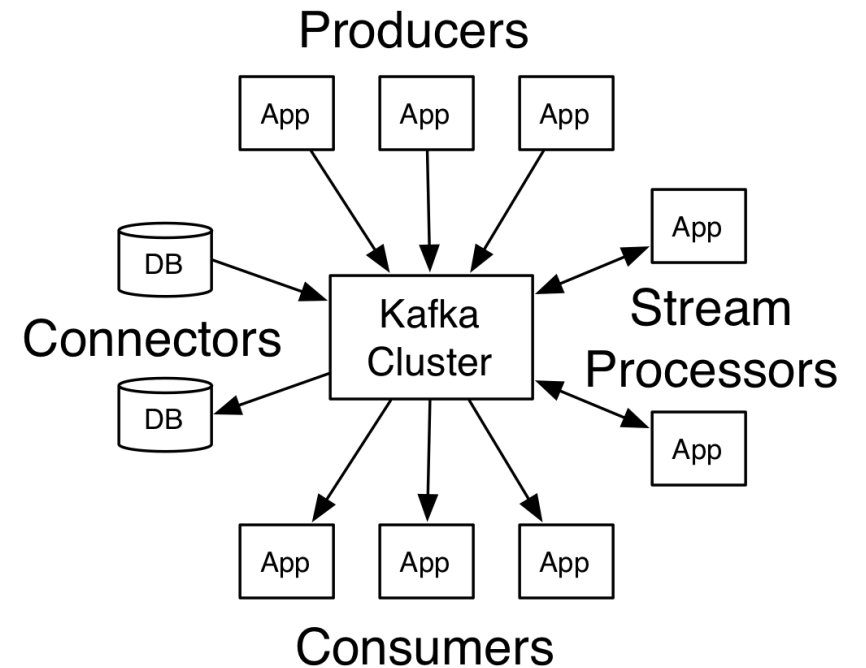 Producers
App
App
App
DB
App
Kafka
Cluster
Connectors
Stream
Processors
DB
App
App
App
App
Consumers